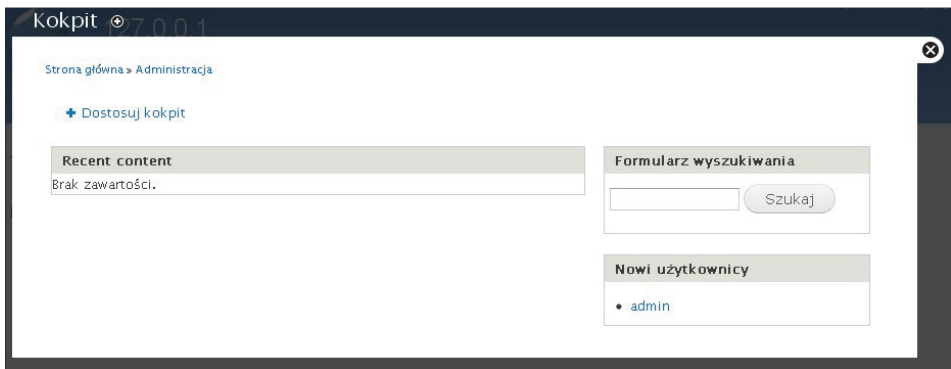 Kokpit
127.0.0.1
Strona główna » Administracja
Dostosuj kokpit
Recent content
Brak zawartości.
Formularz wyszukiwania
Szukaj
Nowi użytkownicy
admin